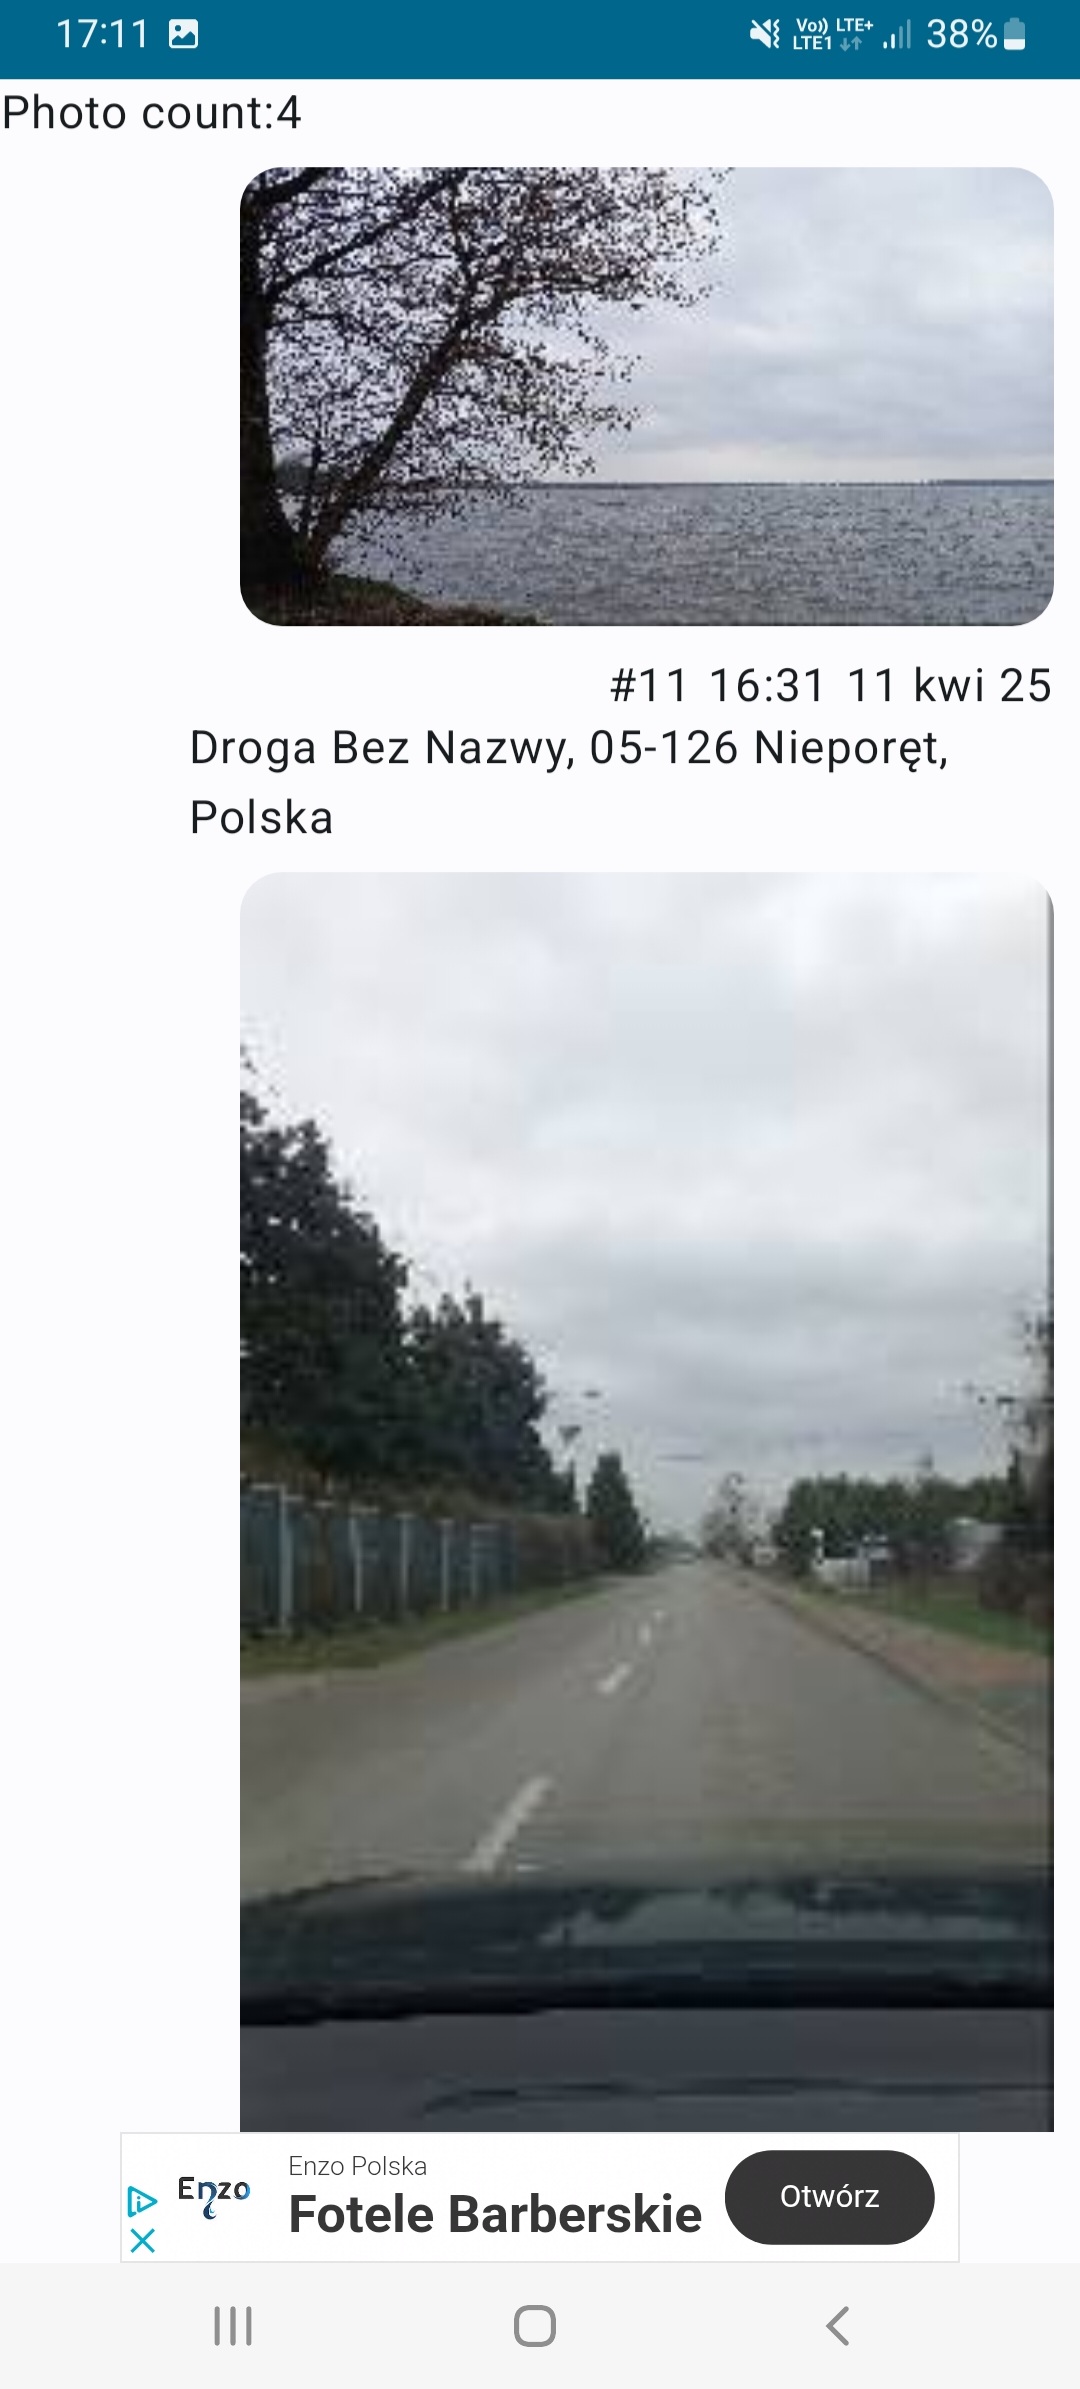 17:11 Vo)) LTE+ LTE1 38%
Photo count:4
#11 16:31 11 kwi 25
Droga Bez Nazwy, 05-126 Nieporęt,
Polska
Enzo
Enzo Polska
Fotele Barberskie
Otwórz